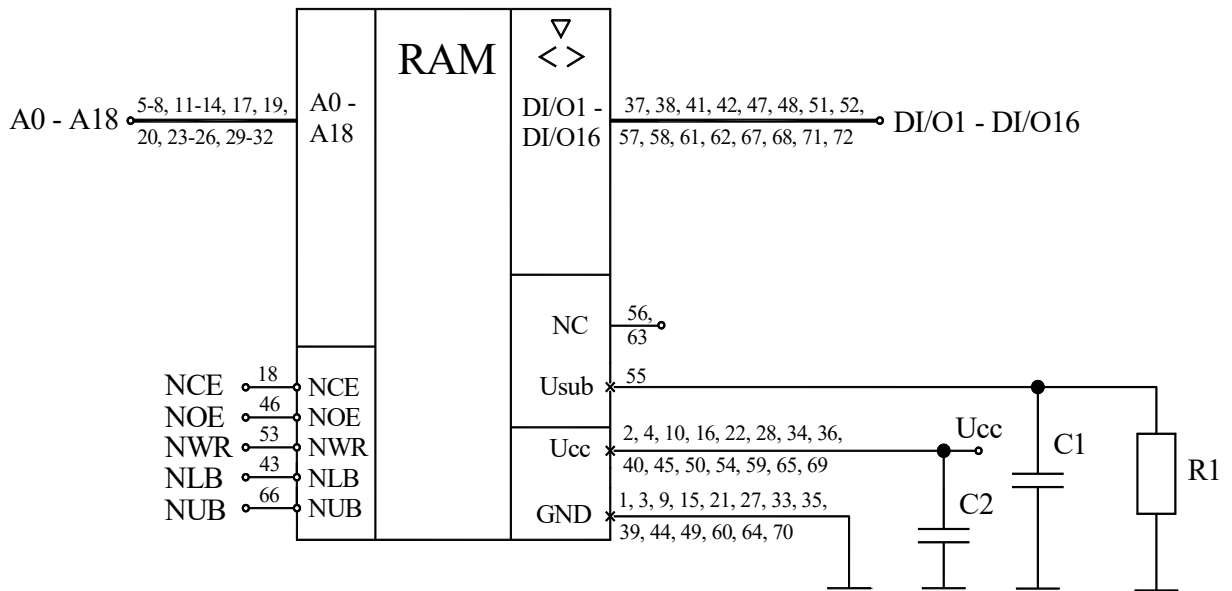 RAM
A0 - A18
5-8, 11-14, 17, 19,
20, 23-26, 29-32
A0 -
A18
DI/O1 -
DI/O16
37, 38, 41, 42, 47, 48, 51, 52,
57, 58, 61, 62, 67, 68, 71, 72
DI/O1 - DI/O16
NC
56,
63
NCE 18 NCE
NOE 46 NOE
NWR 53 NWR
NLB 43 NLB
NUB 66 NUB
Usub 55
Ucc
2, 4, 10, 16, 22, 28, 34, 36,
40, 45, 50, 54, 59, 65, 69
Ucc
C1
R1
GND
1, 3, 9, 15, 21, 27, 33, 35,
39, 44, 49, 60, 64, 70
C2